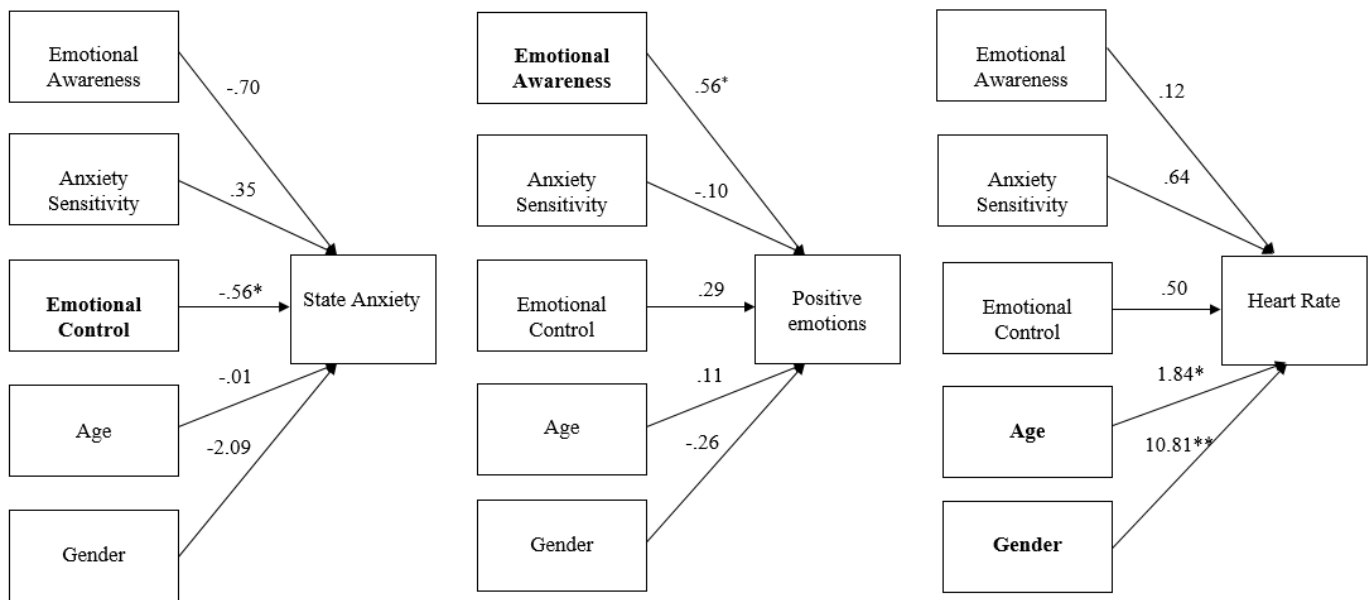 Emotional
Awareness
-.70
Anxiety
Sensitivity
.35
Emotional
Control
-.56*
State Anxiety
Age
-.01
Gender
-2.09
Emotional
Awareness
.56*
Anxiety
Sensitivity
-.10
Emotional
Control
.29
Positive
emotions
Age
.11
Gender
-.26
Emotional
Awareness
.12
Anxiety
Sensitivity
.64
Emotional
Control
.50
Heart Rate
Age
1.84*
Gender
10.81**